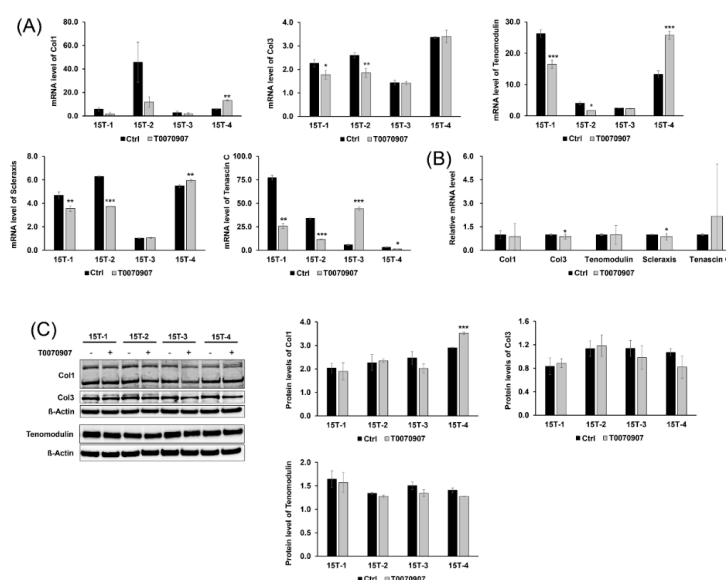 (A)
mRNA level of Col1
60.0
45.0
30.0
15.0
0.0
**
15T-1 15T-2 15T-3 15T-4
■ Ctrl ■ T0070907
mRNA level of Col3
4.0
3.0
2.0
1.0
0.0
* **
15T-1 15T-2 15T-3 15T-4
■ Ctrl ■ T0070907
mRNA level of Tenomodulin
30.0
20.0
10.0
0.0
*** * ***
15T-1 15T-2 15T-3 15T-4
■ Ctrl ■ T0070907
mRNA level of Scleraxis
8.0
6.0
4.0
2.0
0.0
** *** **
15T-1 15T-2 15T-3 15T-4
■ Ctrl ■ T0070907
mRNA level of Tenascin C
100.0
75.0
50.0
25.0
0.0
** *** *** *
15T-1 15T-2 15T-3 15T-4
■ Ctrl ■ T0070907
(B)
Relative mRNA level
6.0
4.5
3.0
1.5
0.0
* *
Col1 Col3 Tenomodulin Scleraxis Tenascin
■ Ctrl ■ T0070907
(C)
15T-1 15T-2 15T-3 15T-4
T0070907 - + - + - + - +
Col1
Col3
ß-Actin
Tenomodulin
ß-Actin
Protein levels of Col1
4.0
3.0
2.0
1.0
0.0
***
15T-1 15T-2 15T-3 15T-4
■ Ctrl ■ T0070907
Protein levels of Col3
1.6
1.2
0.8
0.4
0.0
15T-1 15T-2 15T-3 15T-4
■ Ctrl ■ T0070907
Protein level of Tenomodulin
2.0
1.5
1.0
0.5
0.0
15T-1 15T-2 15T-3 15T-4
■ Ctrl ■ T0070907